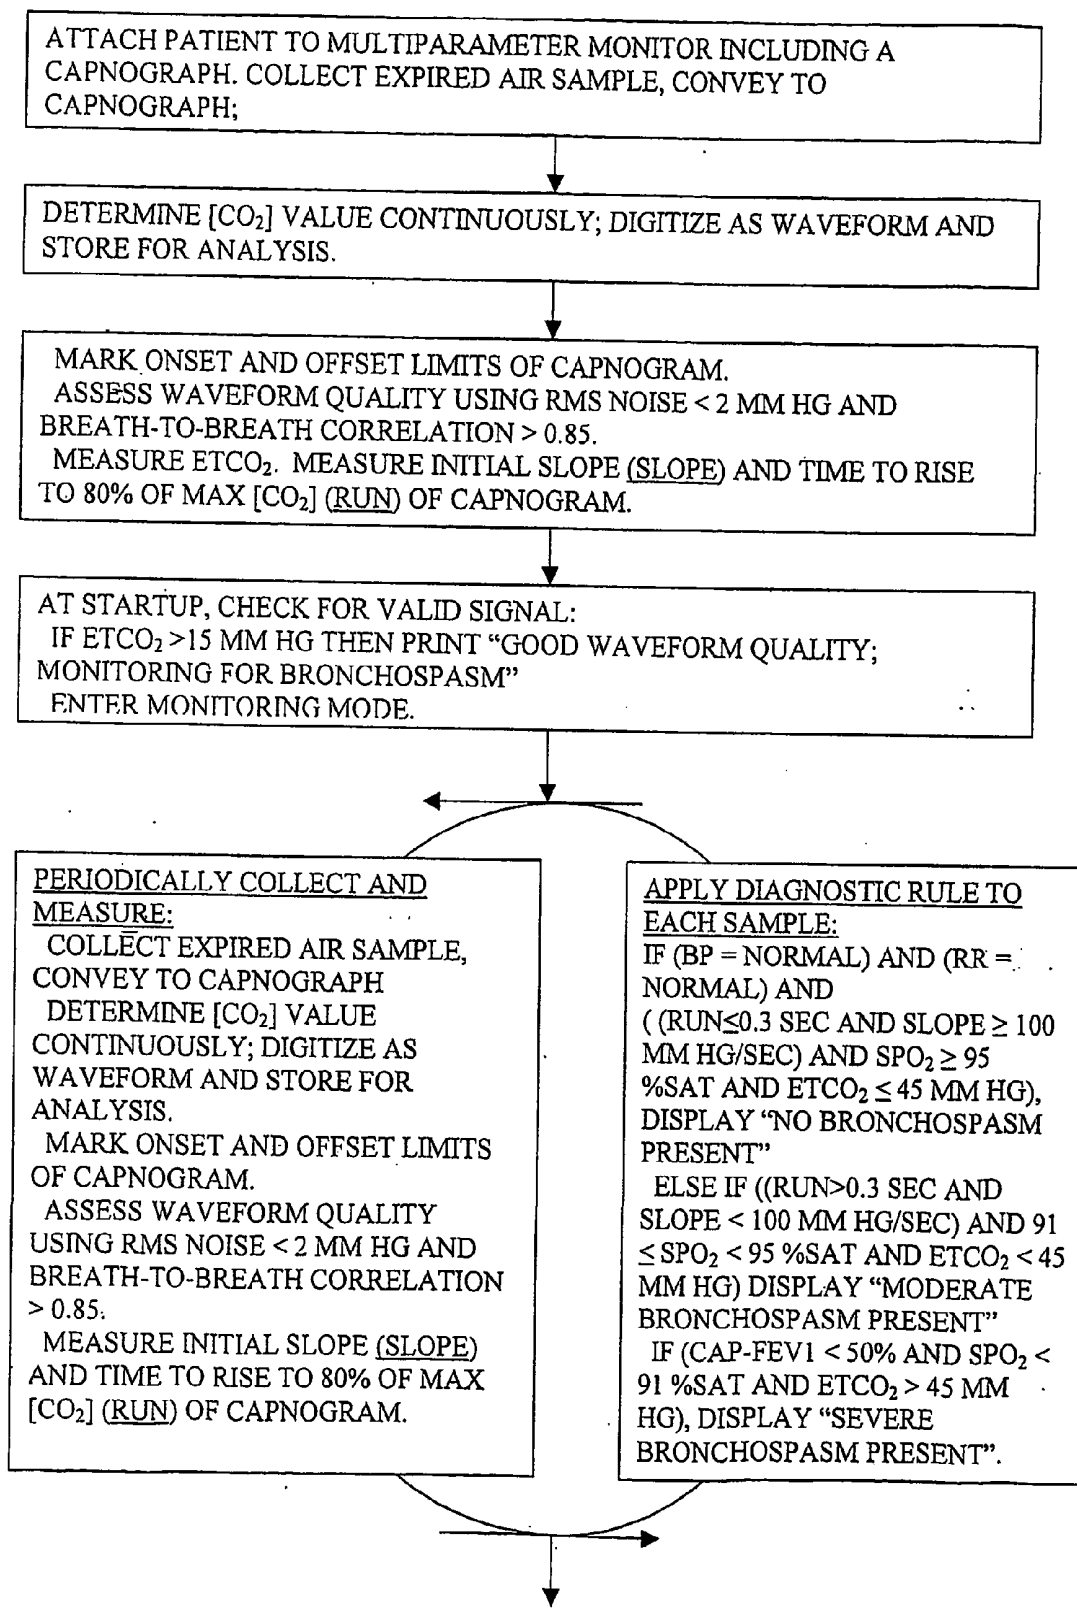 ATTACH PATIENT TO MULTIPARAMETER MONITOR INCLUDING A
CAPNOGRAPH. COLLECT EXPIRED AIR SAMPLE, CONVEY TO
CAPNOGRAPH;
DETERMINE [CO₂] VALUE CONTINUOUSLY; DIGITIZE AS WAVEFORM AND
STORE FOR ANALYSIS.
MARK ONSET AND OFFSET LIMITS OF CAPNOGRAM.
ASSESS WAVEFORM QUALITY USING RMS NOISE < 2 MM HG AND
BREATH-TO-BREATH CORRELATION > 0.85.
MEASURE ETCO₂. MEASURE INITIAL SLOPE (SLOPE) AND TIME TO RISE
TO 80% OF MAX [CO₂] (RUN) OF CAPNOGRAM.
AT STARTUP, CHECK FOR VALID SIGNAL:
IF ETCO₂ >15 MM HG THEN PRINT “GOOD WAVEFORM QUALITY;
MONITORING FOR BRONCHOSPASM”
ENTER MONITORING MODE.
PERIODICALLY COLLECT AND
MEASURE:
COLLECT EXPIRED AIR SAMPLE,
CONVEY TO CAPNOGRAPH
DETERMINE [CO₂] VALUE
CONTINUOUSLY; DIGITIZE AS
WAVEFORM AND STORE FOR
ANALYSIS.
MARK ONSET AND OFFSET LIMITS
OF CAPNOGRAM.
ASSESS WAVEFORM QUALITY
USING RMS NOISE < 2 MM HG AND
BREATH-TO-BREATH CORRELATION
> 0.85.
MEASURE INITIAL SLOPE (SLOPE)
AND TIME TO RISE TO 80% OF MAX
[CO₂] (RUN) OF CAPNOGRAM.
APPLY DIAGNOSTIC RULE TO
EACH SAMPLE:
IF (BP = NORMAL) AND (RR =
NORMAL) AND
( (RUN≤0.3 SEC AND SLOPE ≥ 100
MM HG/SEC) AND SPO₂ ≥ 95
%SAT AND ETCO₂ ≤ 45 MM HG),
DISPLAY “NO BRONCHOSPASM
PRESENT”
ELSE IF ((RUN>0.3 SEC AND
SLOPE < 100 MM HG/SEC) AND 91
≤ SPO₂ < 95 %SAT AND ETCO₂ < 45
MM HG) DISPLAY “MODERATE
BRONCHOSPASM PRESENT”
IF (CAP-FEV1 < 50% AND SPO₂ <
91 %SAT AND ETCO₂ > 45 MM
HG), DISPLAY “SEVERE
BRONCHOSPASM PRESENT”.